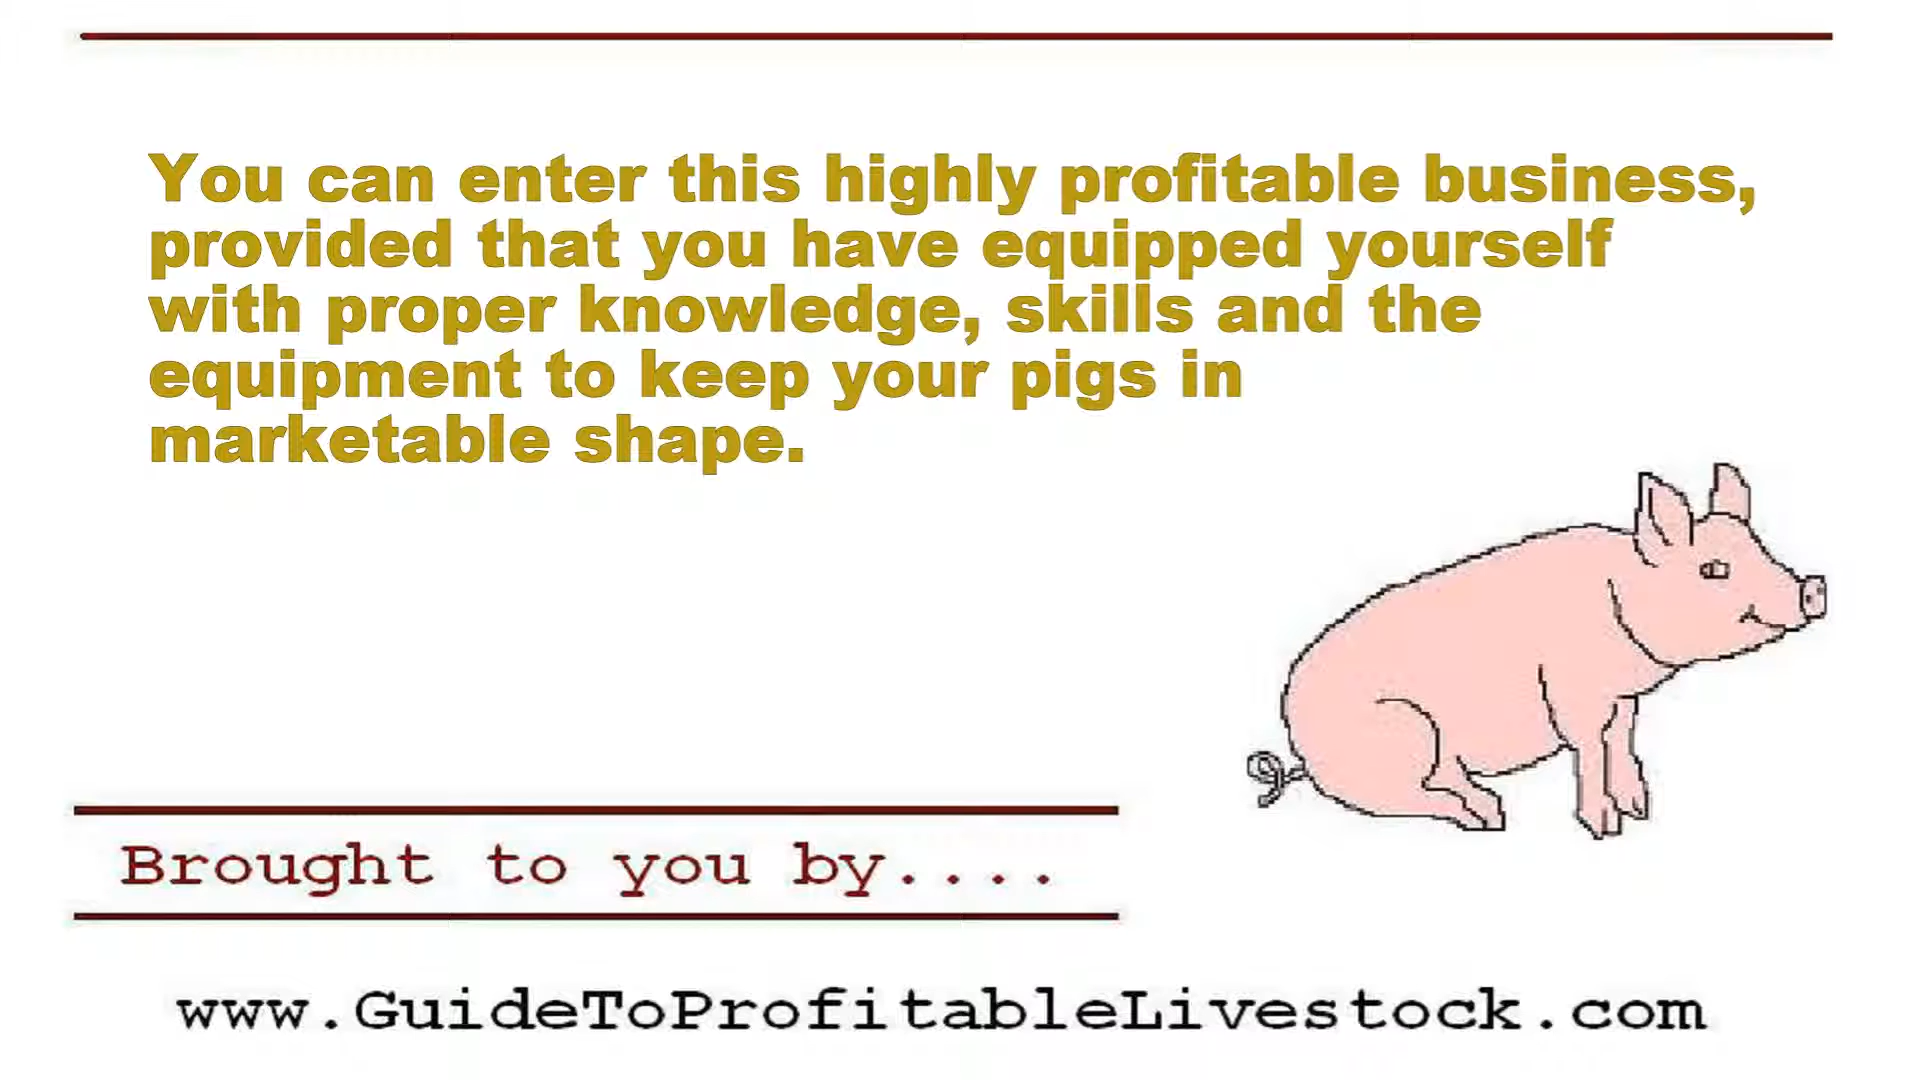 You can enter this highly profitable business,
provided that you have equipped yourself
with proper knowledge, skills and the
equipment to keep your pigs in
marketable shape.
Brought to you by....
www.GuideToProfitableLivestock.com